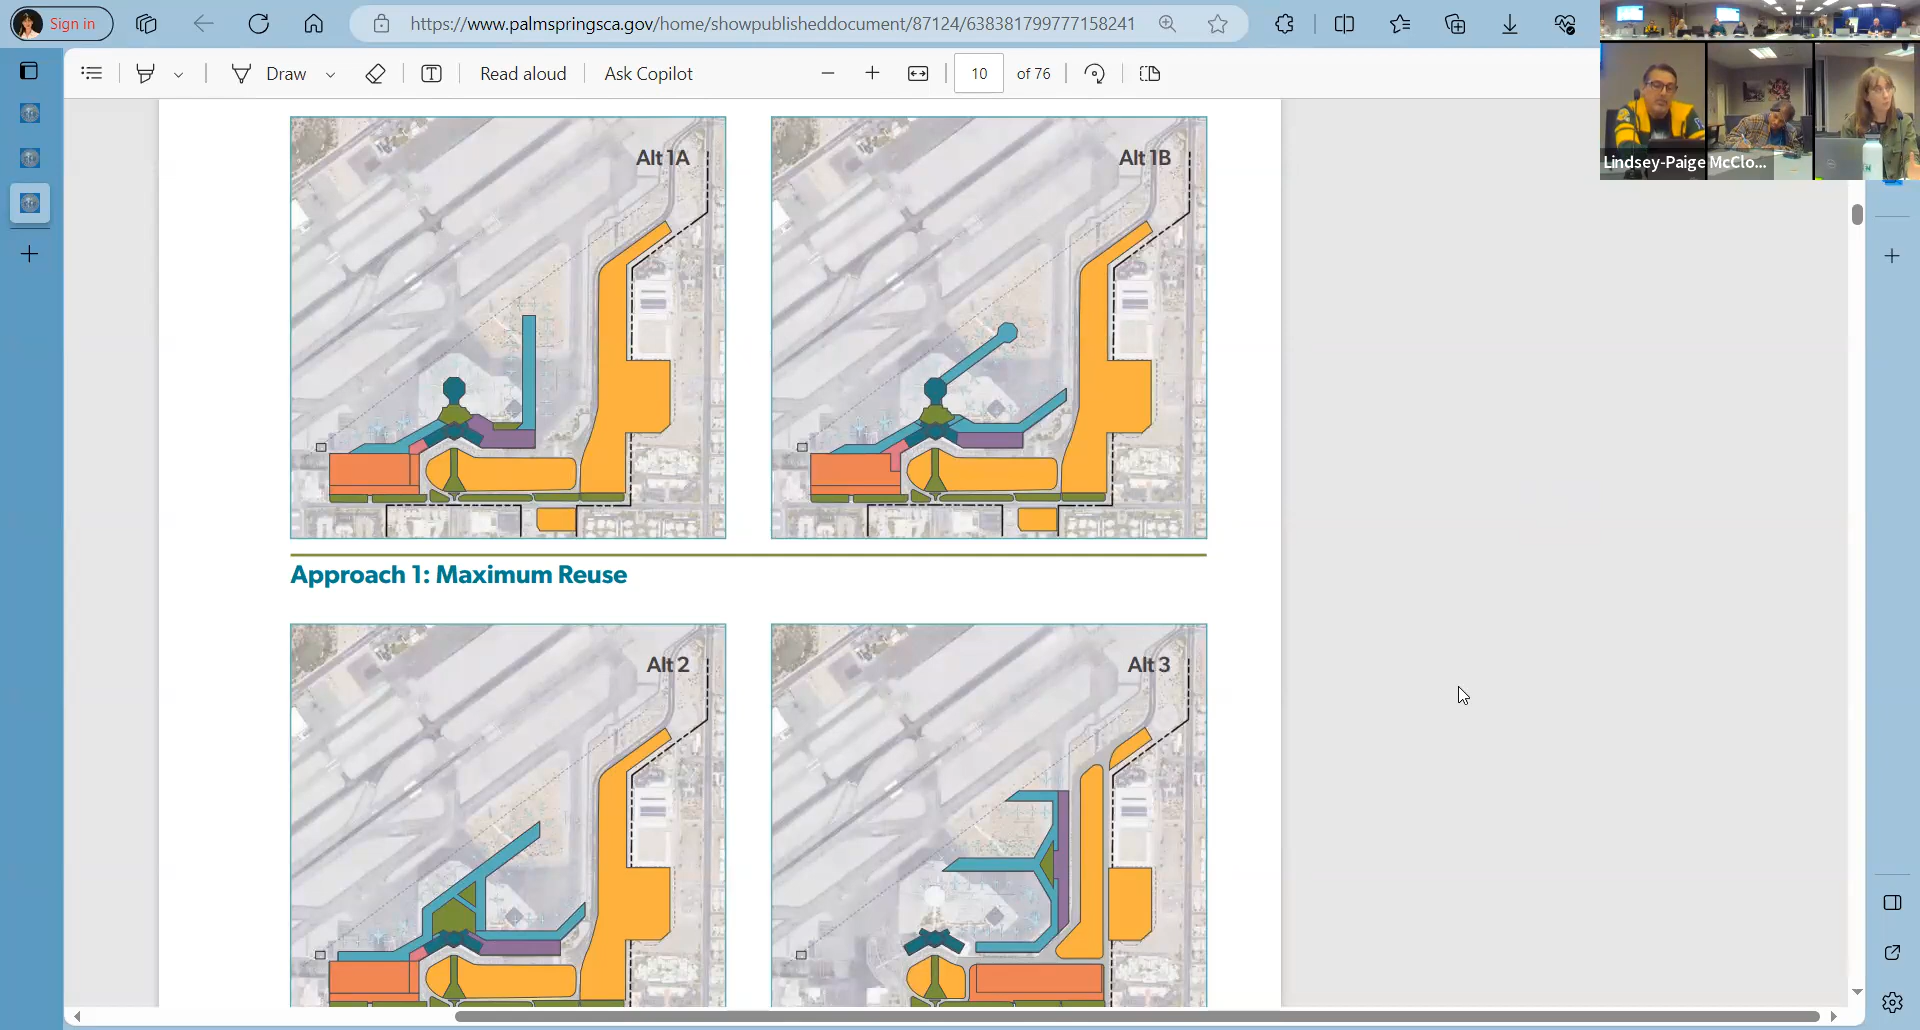 Sign in
https://www.palmspringsca.gov/home/showpublisheddocument/87124/638381799777158241
Draw
Read aloud
Ask Copilot
10
of 76
Lindsey-Paige McClo...
Alt 1A
Alt 1B
Approach 1: Maximum Reuse
Alt 2
Alt 3